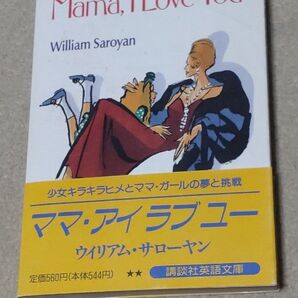 Mama, I Love You
William Saroyan
少女キラキラヒメとママ・ガールの夢と挑戦
ママ・アイ ラブ ユー
ウイリアム・サローヤン
定価560円(本体544円)
★★
講談社英語文庫